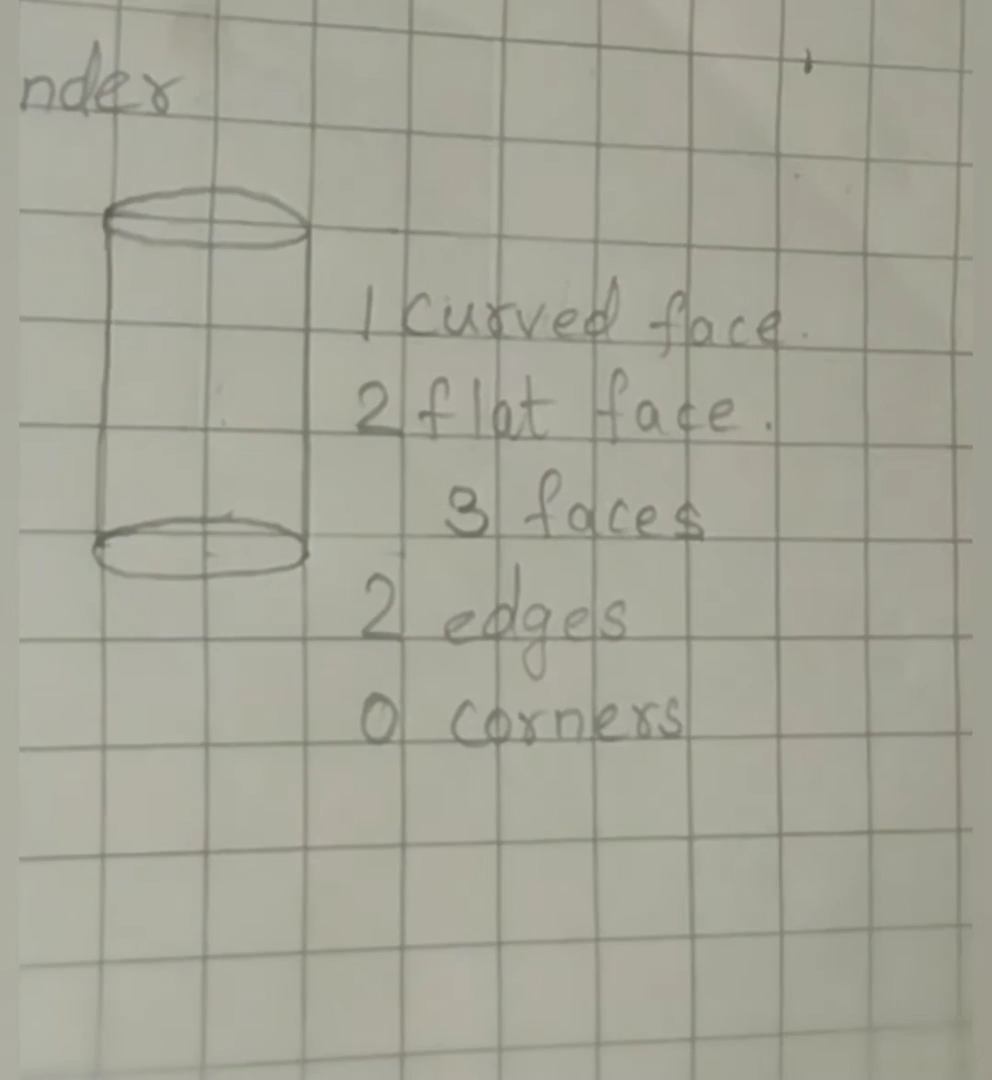 nder
1 curved face.
2 flat face.
3 faces
2 edges
0 corners